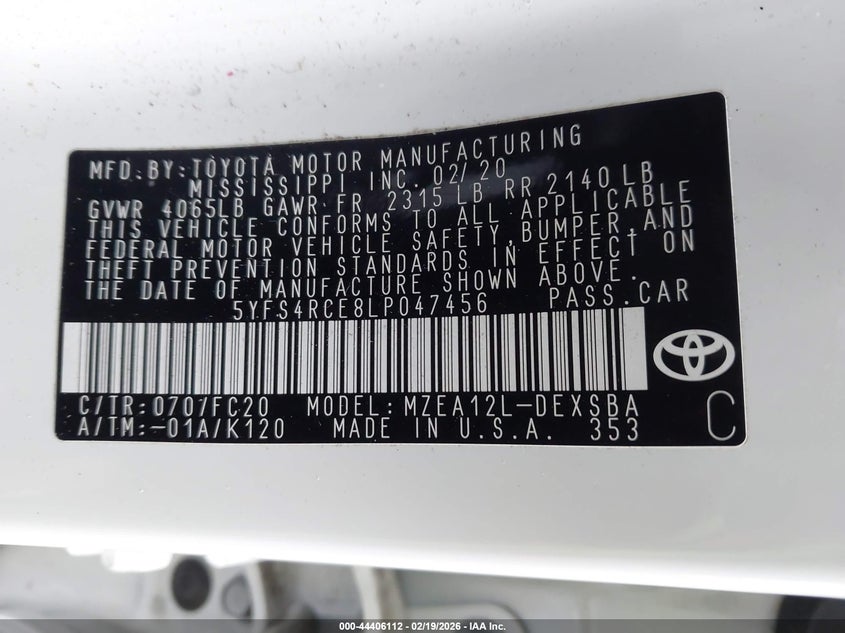 MFD.BY:TOYOTA MOTOR MANUFACTURING
MISSISSIPPI INC. 02/20
GVWR 4065LB GAWR FR 2315 LB RR 2140 LB
THIS VEHICLE CONFORMS TO ALL APPLICABLE
FEDERAL MOTOR VEHICLE SAFETY,BUMPER,AND
THEFT PREVENTION STANDARDS IN EFFECT ON
THE DATE OF MANUFACTURE SHOWN ABOVE.
5YFS4RCE8LP047456 PASS.CAR
C/TR:0707/FC20 MODEL:MZEA12L-DEXSBA
A/TM:-01A/K120 MADE IN U.S.A. 353
C
000-44406112 - 02/19/2026 - IAA Inc.